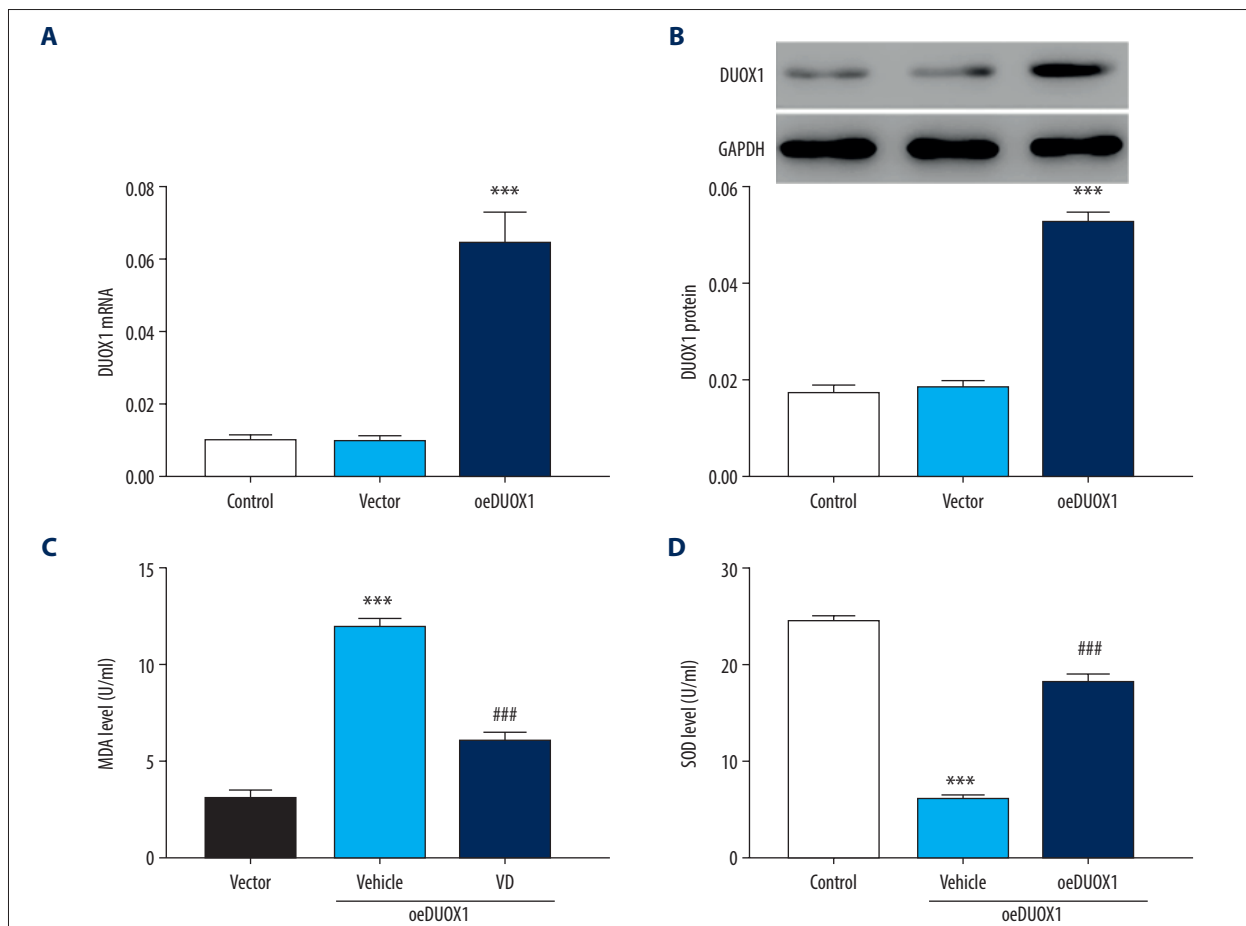 A
DUOX1 mRNA
0.08
0.06
0.04
0.02
0.00
***
Control Vector oeDUOX1
B
DUOX1
GAPDH
DUOX1 protein
0.06
0.04
0.02
0.00
***
Control Vector oeDUOX1
C
MDA level (U/ml)
15
10
5
0
***
###
Vector Vehicle VD
oeDUOX1
D
SOD level (U/ml)
30
20
10
0
***
###
Control Vehicle oeDUOX1
oeDUOX1